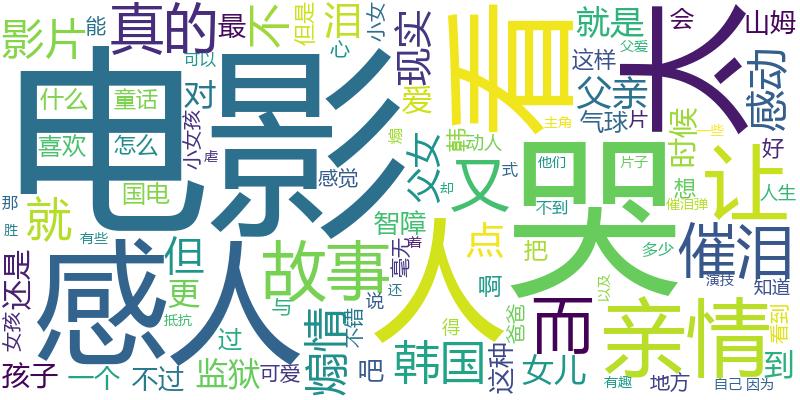 影片
能
真的
最
不
但是
泪
心
小女
现实
看
太
就是
会
山姆
父爱
可以
什么
童话
对
爱
这样
父亲
感动
电影
喜欢
怎么
小女孩
虐
感觉
煽
父女
韩
动人
主角
气球
片
时候
一些
好
国电
又
式
他们
哭
片子
让
想
人生
那
胜
就
有些
却
不到
催泪弹
智障
点
把
多少
催泪
但
感人
故事
毫无
着
人
还是
更
与
还
啊
以及
演技
知道
抵抗
煽情
不错
说
得
爸爸
而
亲情
看到
女孩
过
孩子
一个
不过
监狱
可爱
吧
韩国
这种
女儿
有趣
地方
到
自己
因为